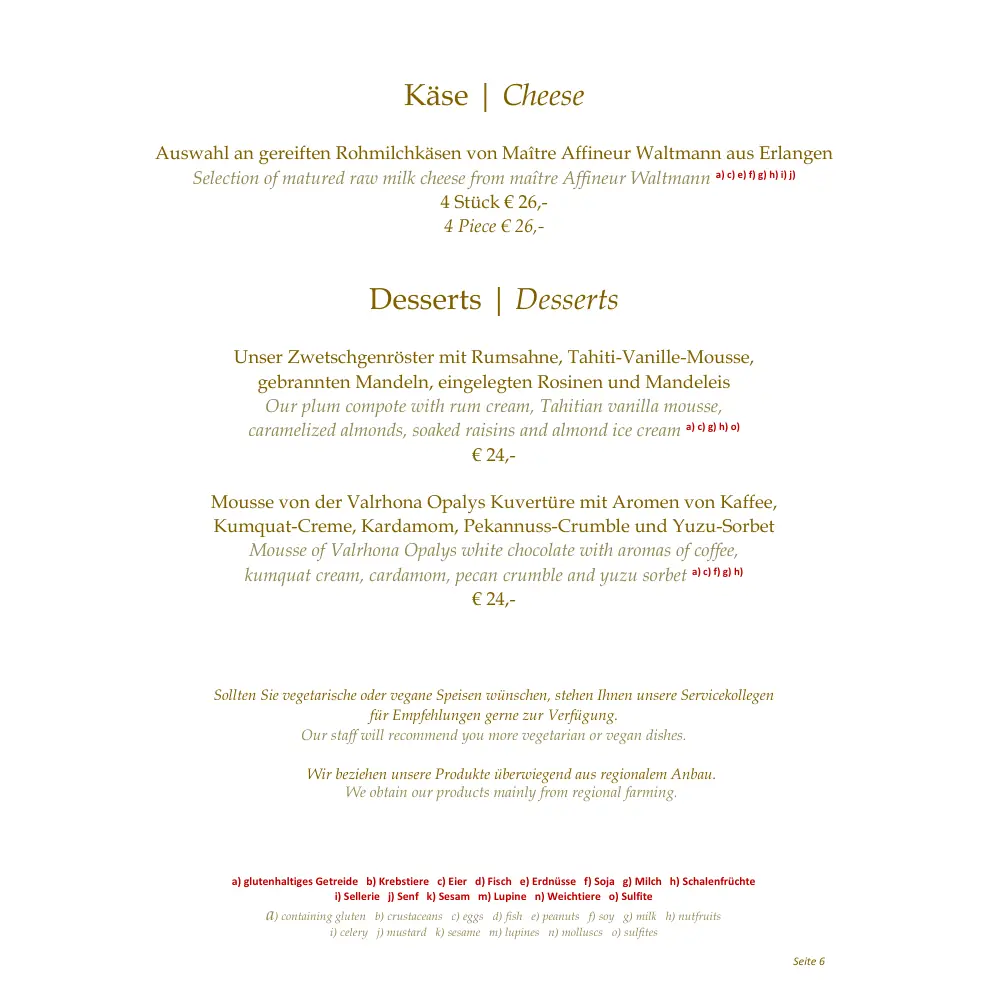 Käse | Cheese
Auswahl an gereiften Rohmilchkäsen von Maître Affineur Waltmann aus Erlangen
Selection of matured raw milk cheese from maître Affineur Waltmann a) c) e) f) g) h) i) j)
4 Stück € 26,-
4 Piece € 26,-
Desserts | Desserts
Unser Zwetschgenröster mit Rumsahne, Tahiti-Vanille-Mousse,
gebrannten Mandeln, eingelegten Rosinen und Mandeleis
Our plum compote with rum cream, Tahitian vanilla mousse,
caramelized almonds, soaked raisins and almond ice cream a) c) g) h) o)
€ 24,-
Mousse von der Valrhona Opalys Kuvertüre mit Aromen von Kaffee,
Kumquat-Creme, Kardamom, Pekannuss-Crumble und Yuzu-Sorbet
Mousse of Valrhona Opalys white chocolate with aromas of coffee,
kumquat cream, cardamom, pecan crumble and yuzu sorbet a) c) f) g) h)
€ 24,-
Sollten Sie vegetarische oder vegane Speisen wünschen, stehen Ihnen unsere Servicekollegen
für Empfehlungen gerne zur Verfügung.
Our staff will recommend you more vegetarian or vegan dishes.
Wir beziehen unsere Produkte überwiegend aus regionalem Anbau.
We obtain our products mainly from regional farming.
a) glutenhaltiges Getreide b) Krebstiere c) Eier d) Fisch e) Erdnüsse f) Soja g) Milch h) Schalenfrüchte
i) Sellerie j) Senf k) Sesam m) Lupine n) Weichtiere o) Sulfite
a) containing gluten b) crustaceans c) eggs d) fish e) peanuts f) soy g) milk h) nutfruits
i) celery j) mustard k) sesame m) lupines n) molluscs o) sulfites
Seite 6